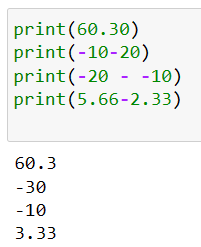 print(60.30)
print(-10-20)
print(-20 - -10)
print(5.66-2.33)
60.3
-30
-10
3.33